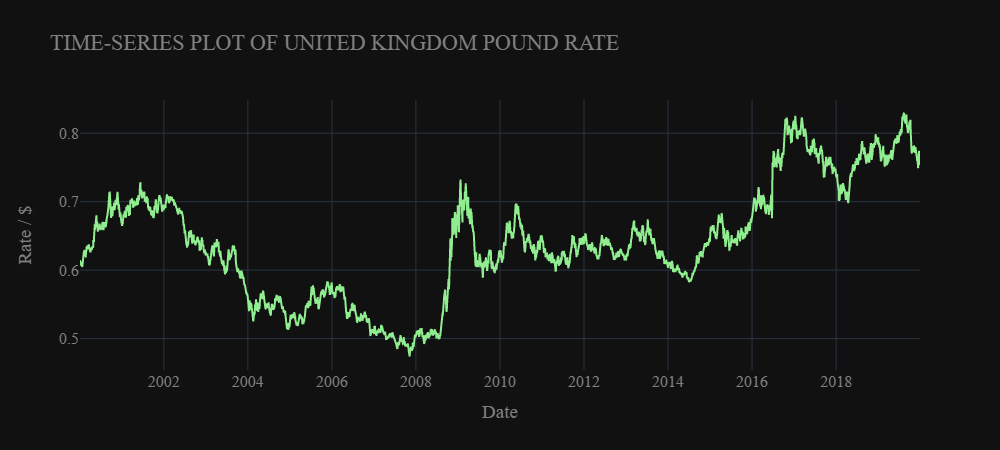 TIME-SERIES PLOT OF UNITED KINGDOM POUND RATE
0.8
0.7
0.6
0.5
Rate / $
2002 2004 2006 2008 2010 2012 2014 2016 2018
Date